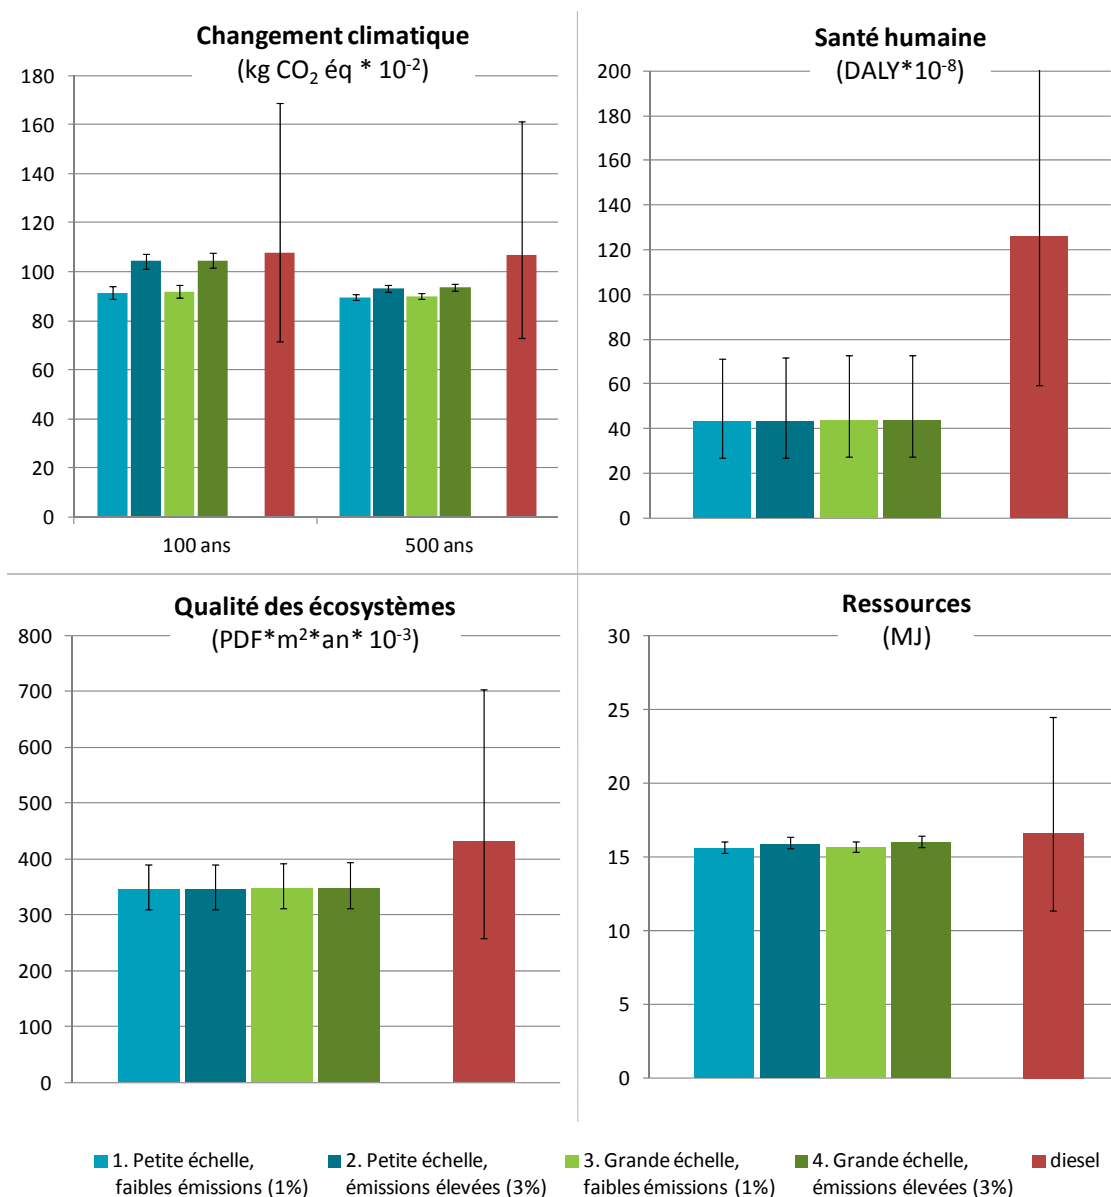 Changement climatique
(kg CO₂ éq * 10⁻²)
180
160
140
120
100
80
60
40
20
0
100 ans
500 ans
Santé humaine
(DALY*10⁻⁸)
200
180
160
140
120
100
80
60
40
20
0
Qualité des écosystèmes
(PDF*m²*an* 10⁻³)
800
700
600
500
400
300
200
100
0
Ressources
(MJ)
30
25
20
15
10
5
0
1. Petite échelle,
faibles émissions (1%)
2. Petite échelle,
émissions élevées (3%)
3. Grande échelle,
faibles émissions (1%)
4. Grande échelle,
émissions élevées (3%)
diesel